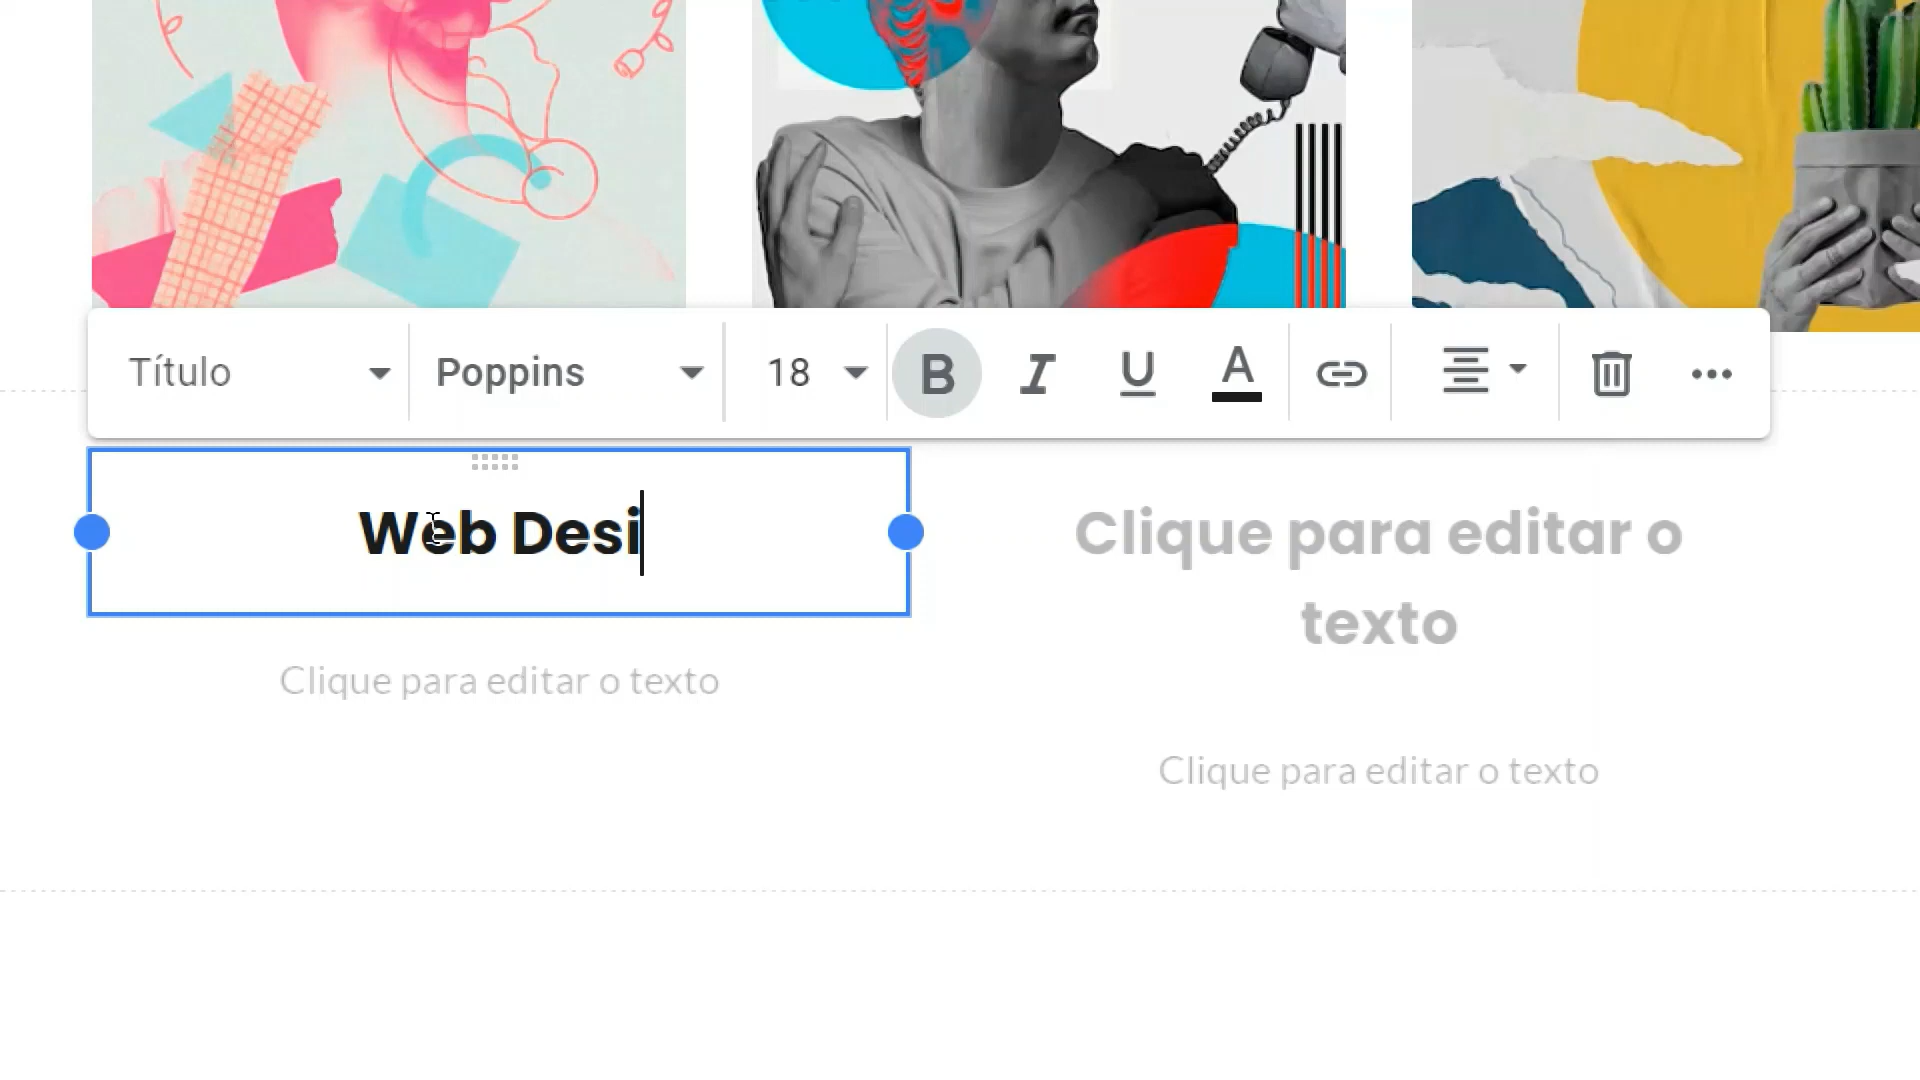 Título Poppins 18 B I U A
Web Desi
Clique para editar o
texto
Clique para editar o texto
Clique para editar o texto